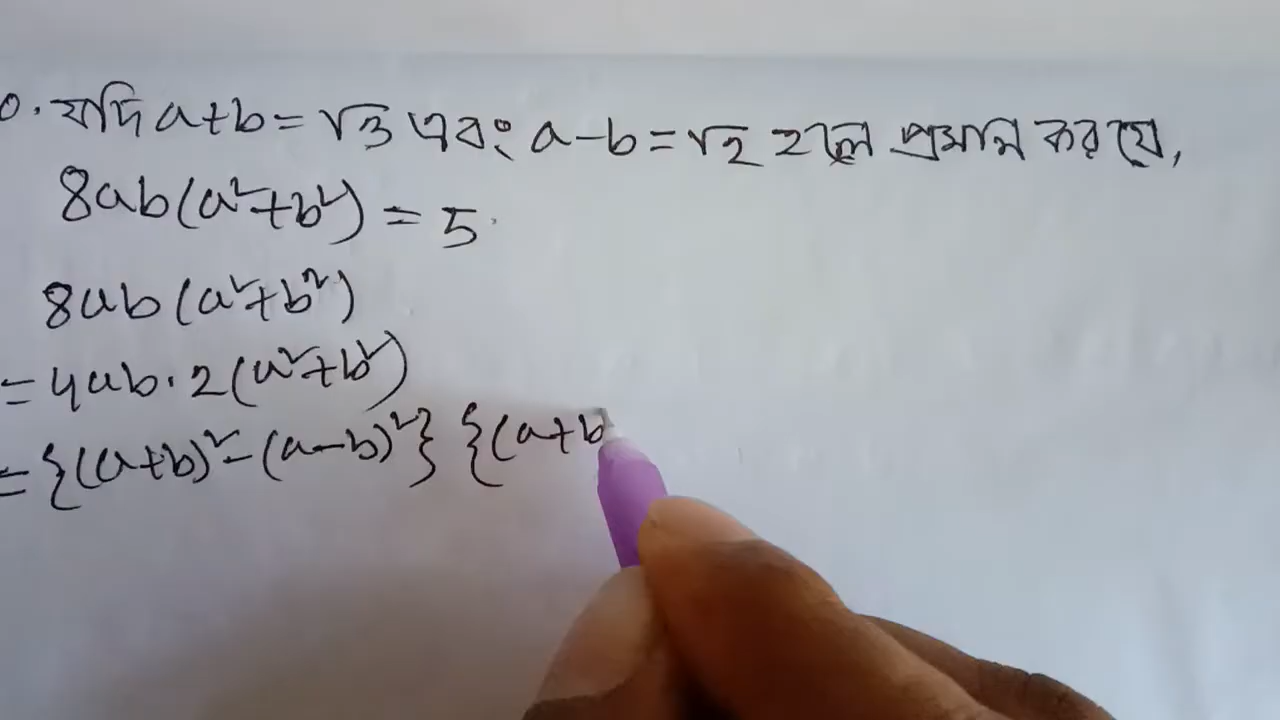 0. যদি a+b = √3 এবং a-b = √2 হলে প্রমান কর যে,
8ab(a²+b²) = 5
8ab(a²+b²)
= 4ab·2(a²+b²)
= {(a+b)²-(a-b)²} {(a+b